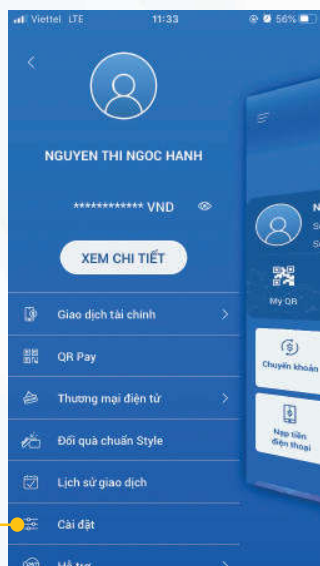 Viettel LTE 11:33 56%
NGUYEN THI NGOC HANH
************ VND
XEM CHI TIẾT
Giao dịch tài chính
QR Pay
Thương mại điện tử
Đổi quà chuẩn Style
Lịch sử giao dịch
Cài đặt
Hỗ trợ
N
My QR
Chuyển khoản
Nạp tiền
điện thoại